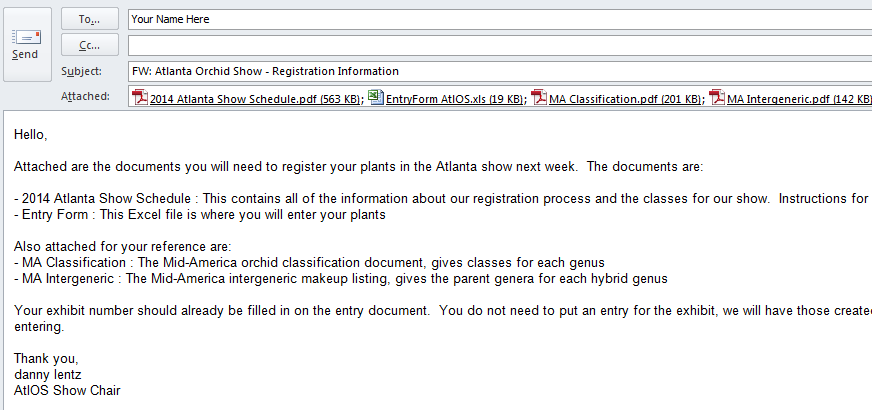 To...
Your Name Here
Send
Cc...
Subject:
FW: Atlanta Orchid Show - Registration Information
Attached:
2014 Atlanta Show Schedule.pdf (563 KB); EntryForm AtlOS.xls (19 KB); MA Classification.pdf (201 KB); MA Intergeneric.pdf (142 KB)
Hello,
Attached are the documents you will need to register your plants in the Atlanta show next week. The documents are:
- 2014 Atlanta Show Schedule : This contains all of the information about our registration process and the classes for our show. Instructions for
- Entry Form : This Excel file is where you will enter your plants
Also attached for your reference are:
- MA Classification : The Mid-America orchid classification document, gives classes for each genus
- MA Intergeneric : The Mid-America intergeneric makeup listing, gives the parent genera for each hybrid genus
Your exhibit number should already be filled in on the entry document. You do not need to put an entry for the exhibit, we will have those create
entering.
Thank you,
danny lentz
AtlOS Show Chair